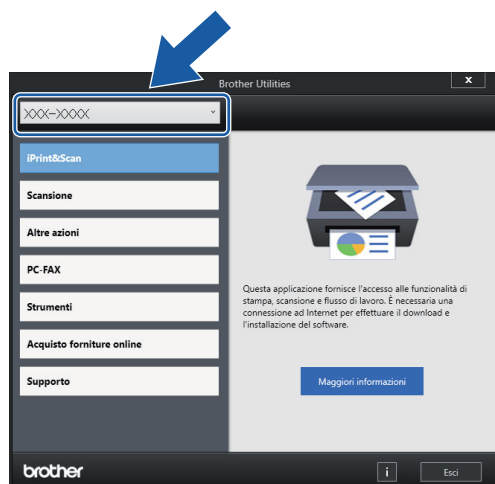 Brother Utilities
x
XXX-XXXX
iPrint&Scan
Scansione
Altre azioni
PC-FAX
Strumenti
Acquisto forniture online
Supporto
Questa applicazione fornisce l'accesso alle funzionalità di
stampa, scansione e flusso di lavoro. È necessaria una
connessione ad Internet per effettuare il download e
l'installazione del software.
Maggiori informazioni
brother
i
Esci